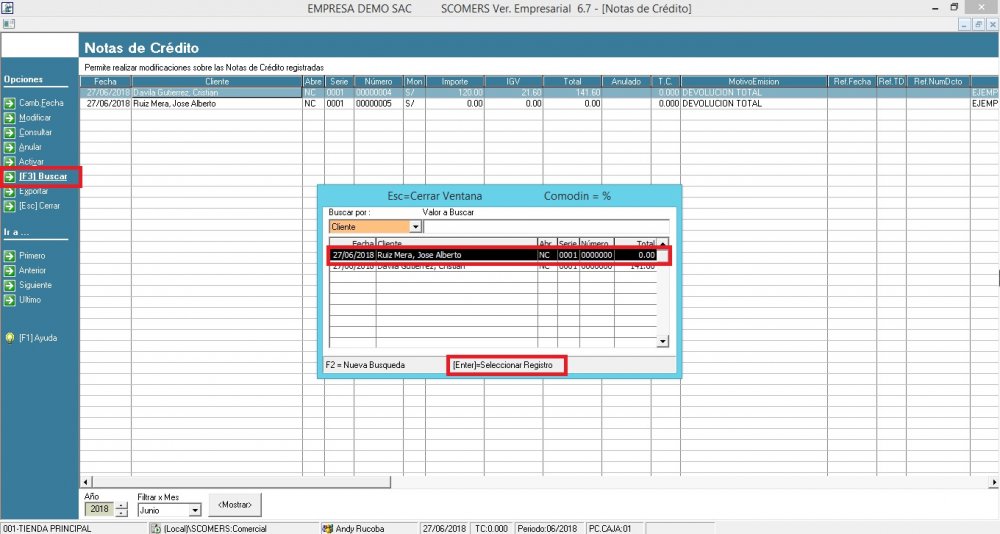 EMPRESA DEMO SAC SCOMERS Ver. Empresarial 6.7 - [Notas de Crédito]
Notas de Crédito
Permite realizar modificaciones sobre las Notas de Crédito registradas
Opciones
Camb.Fecha
Modificar
Consultar
Anular
Activar
[F3] Buscar
Exportar
[Esc] Cerrar
Ir a ...
Primero
Anterior
Siguiente
Ultimo
[F1] Ayuda
Fecha Cliente Abre Serie Número Mon Importe IGV Total Anulado T.C. MotivoEmision Ref.Fecha Ref.TD Ref.NumDcto
27/06/2018 Davila Gutierrez, Cristian NC 0001 00000004 S/ 120.00 21.60 141.60 0.000 DEVOLUCION TOTAL EJEMP
27/06/2018 Ruiz Mera, Jose Alberto NC 0001 00000005 S/ 0.00 0.00 0.00 0.000 DEVOLUCION TOTAL EJEMP
Esc=Cerrar Ventana Comodin = %
Buscar por : Valor a Buscar
Cliente
Fecha Cliente Abr Serie Número Total
27/06/2018 Ruiz Mera, Jose Alberto NC 0001 0000000 0.00
27/06/2018 Davila Gutierrez, Cristian NC 0001 0000000 141.60
F2 = Nueva Busqueda [Enter]=Seleccionar Registro
Año Filtrar x Mes
2018 Junio <Mostrar>
001-TIENDA PRINCIPAL (Local)\SCOMERS:Comercial Andy Rucoba 27/06/2018 TC:0.000 Periodo:06/2018 PC.CAJA:01